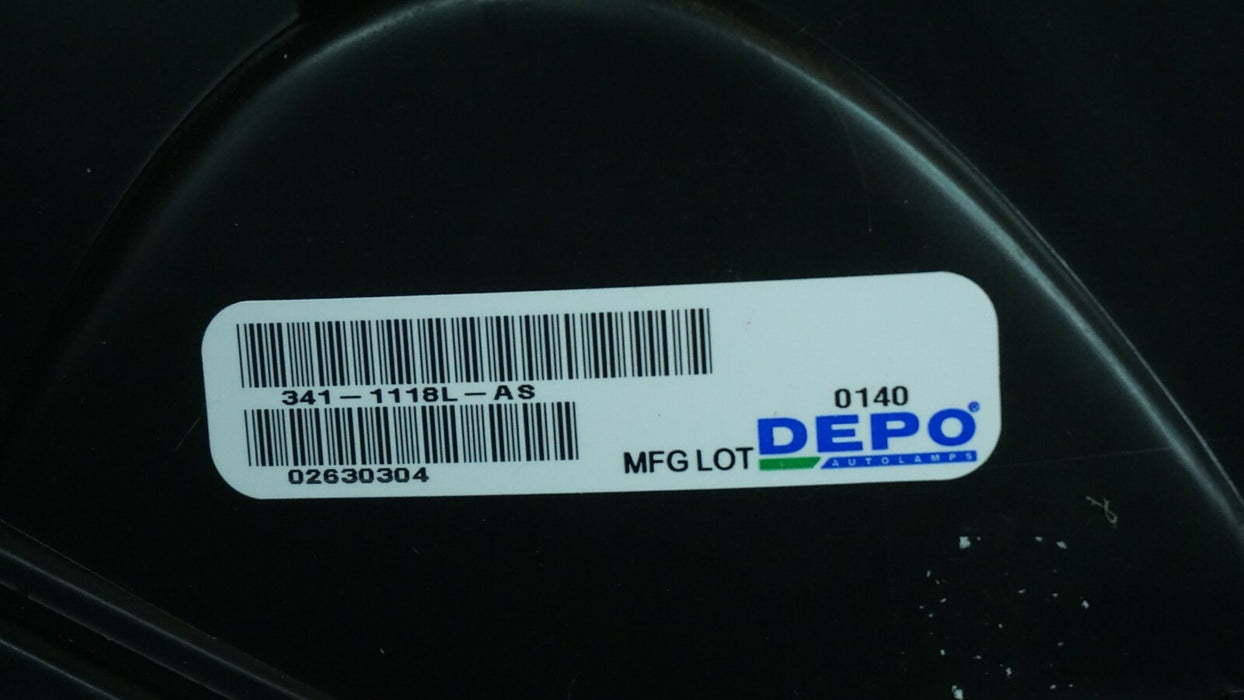 341-1118L-AS
02630304
0140
MFG LOT
DEPO®
AUTOLAMPS